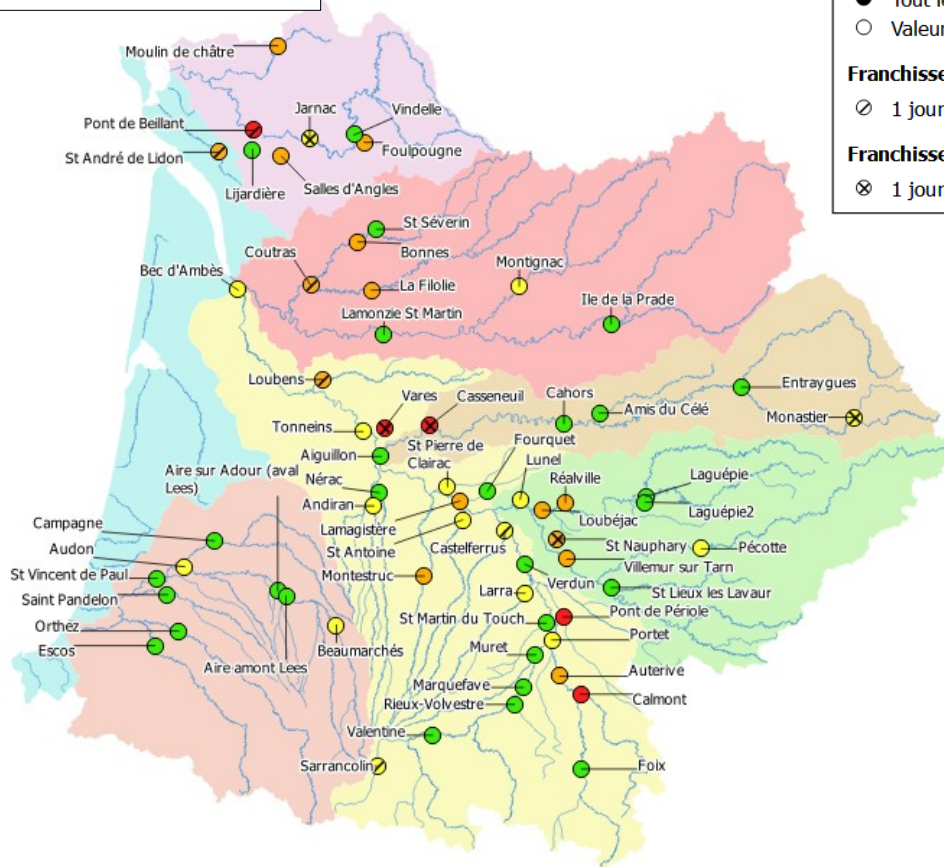 Tout le
Valeur
Franchisse
1 jour
Franchisse
1 jour
Moulin de châtre
Jarnac
Vindelle
Pont de Beillant
St André de Lidon
Foulpougne
Lijardière
Salles d'Angles
St Séverin
Coutras
Bonnes
Bec d'Ambès
Montignac
La Filolie
Ile de la Prade
Lamonzie St Martin
Loubens
Entraygues
Vares
Casseneuil
Cahors
Amis du Célé
Monastier
Tonneins
Aiguillon
St Pierre de
Clairac
Fourquet
Lunel
Aire sur Adour (aval
Lees)
Nérac
Réalville
Laguépie
Andiran
Laguépie2
Lamagistère
Loubéjac
Campagne
St Antoine
Castelferrus
St Nauphary
Pécotte
Audon
Villemur sur Tarn
St Vincent de Paul
Montestruc
Verdun
Larra
St Lieux les Lavaur
Saint Pandelon
Pont de Périole
St Martin du Touch
Orthez
Portet
Escos
Beaumarchés
Muret
Aire amont Lees
Auterive
Marquefave
Calmont
Rieux-Volvestre
Valentine
Sarrancolin
Foix